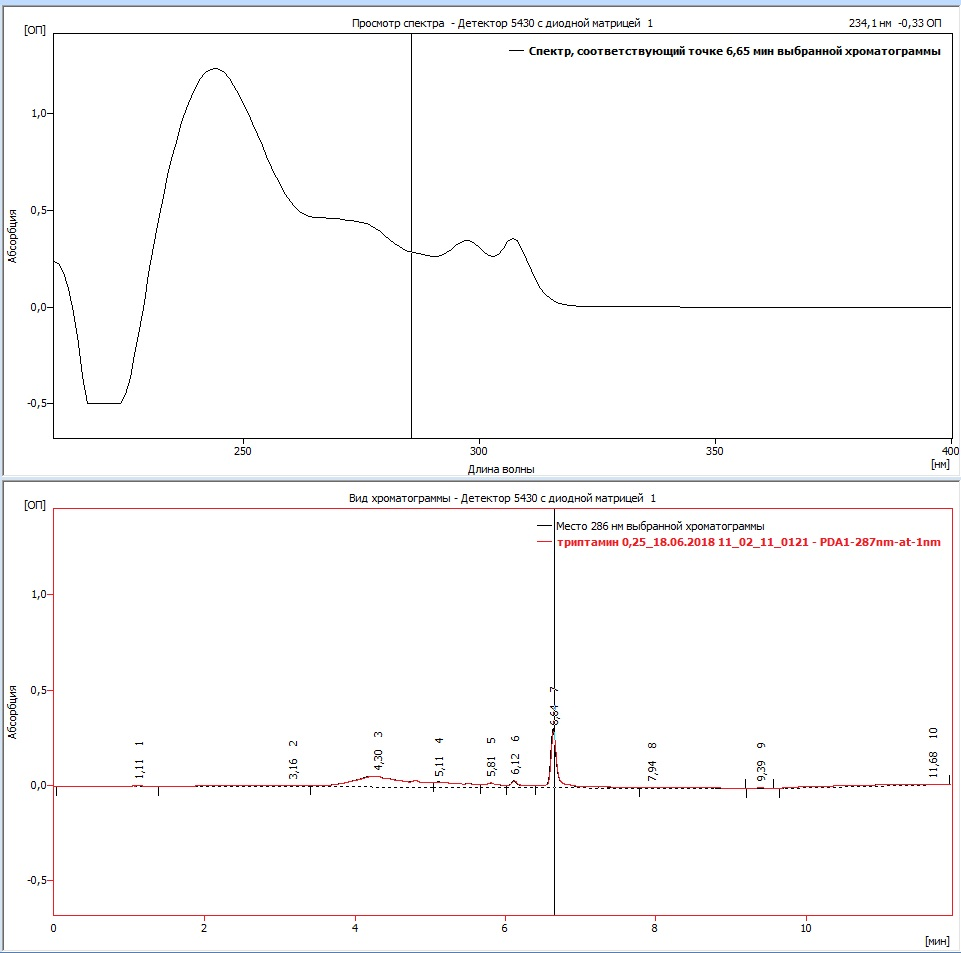 Просмотр спектра - Детектор 5430 с диодной матрицей 1
234,1 нм -0,33 ОП
[ОП]
Спектр, соответствующий точке 6,65 мин выбранной хроматограммы
1,0
0,5
0,0
-0,5
Абсорбция
250
300
350
400
Длина волны
[нм]
Вид хроматограммы - Детектор 5430 с диодной матрицей 1
[ОП]
Место 286 нм выбранной хроматограммы
триптамин 0,25_18.06.2018 11_02_11_0121 - PDA1-287nm-at-1nm
1,0
0,5
0,0
-0,5
Абсорбция
1,11 1
3,16 2
4,30 3
5,11 4
5,81 5
6,12 6
6,64 7
7,94 8
9,39 9
11,68 10
0
2
4
6
8
10
[мин]